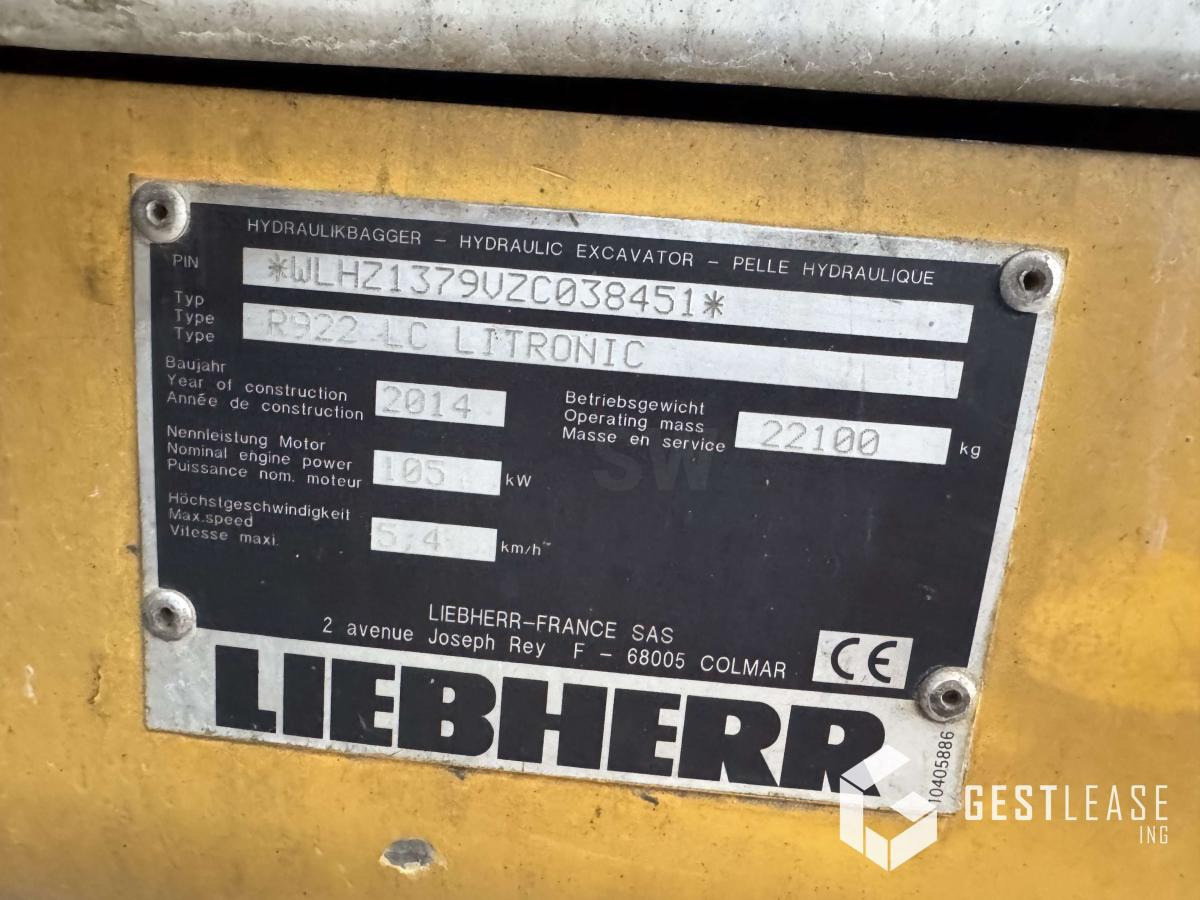 HYDRAULIKBAGGER – HYDRAULIC EXCAVATOR – PELLE HYDRAULIQUE
PIN *WLHZ1379VZC038451*
Typ
Type
Type
R922 LC LITRONIC
Baujahr
Year of construction
Année de construction
2014
Betriebsgewicht
Operating mass
Masse en service
22100 kg
Nennleistung Motor
Nominal engine power
Puissance nom. moteur
105 kW
SW
Höchstgeschwindigkeit
Max.speed
Vitesse maxi.
5,4 km/h
LIEBHERR–FRANCE SAS
2 avenue Joseph Rey F – 68005 COLMAR
CE
LIEBHERR
10405886
GESTLEASE
ING